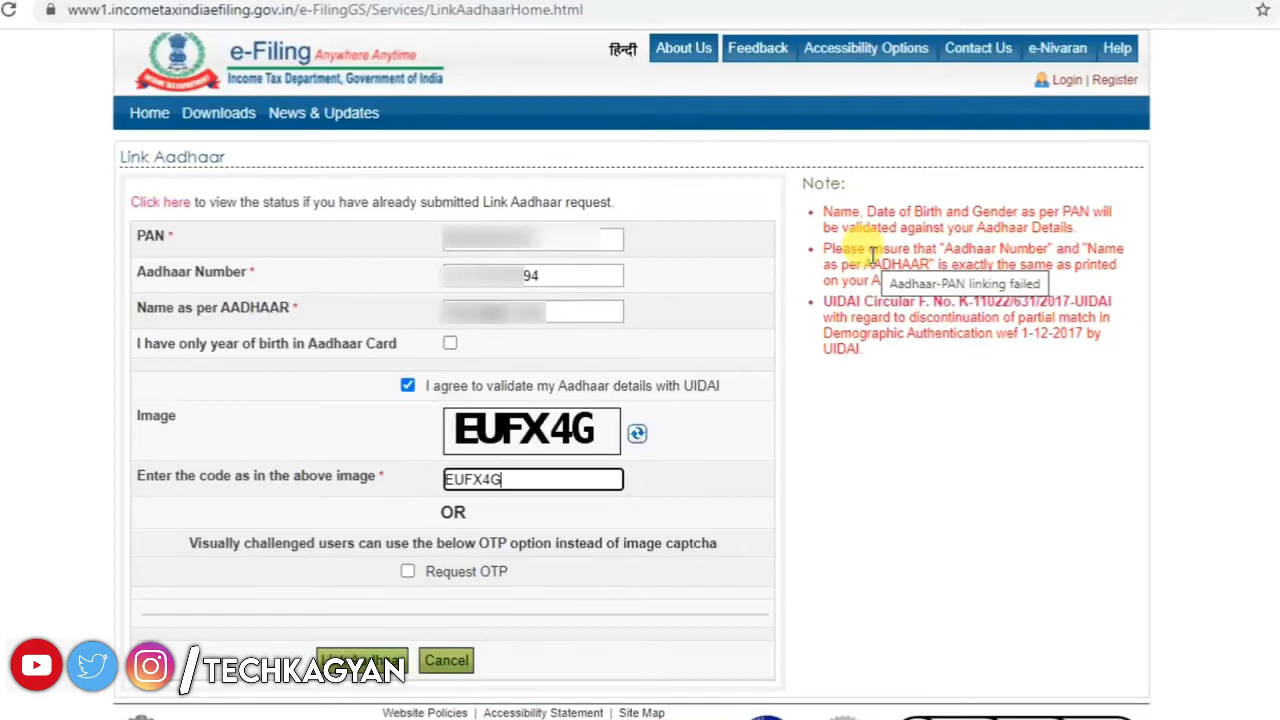 www1.incometaxindiaefiling.gov.in/e-FilingGS/Services/LinkAadhaarHome.html
e-Filing Anywhere Anytime
Income Tax Department, Government of India
हिन्दी About Us Feedback Accessibility Options Contact Us e-Nivaran Help
Login | Register
Home Downloads News & Updates
Link Aadhaar
Click here to view the status if you have already submitted Link Aadhaar request.
PAN *
Aadhaar Number * 94
Name as per AADHAAR *
I have only year of birth in Aadhaar Card
I agree to validate my Aadhaar details with UIDAI
Image EUFX4G
Enter the code as in the above image * EUFX4G
OR
Visually challenged users can use the below OTP option instead of image captcha
Request OTP
Cancel
Note:
Name, Date of Birth and Gender as per PAN will
be validated against your Aadhaar Details.
Please ensure that "Aadhaar Number" and "Name
as per AADHAAR" is exactly the same as printed
on your
Aadhaar-PAN linking failed
UIDAI Circular F. No. K-11022/631/2017-UIDAI
with regard to discontinuation of partial match in
Demographic Authentication wef 1-12-2017 by
UIDAI.
/TECHKAGYAN
Website Policies | Accessibility Statement | Site Map